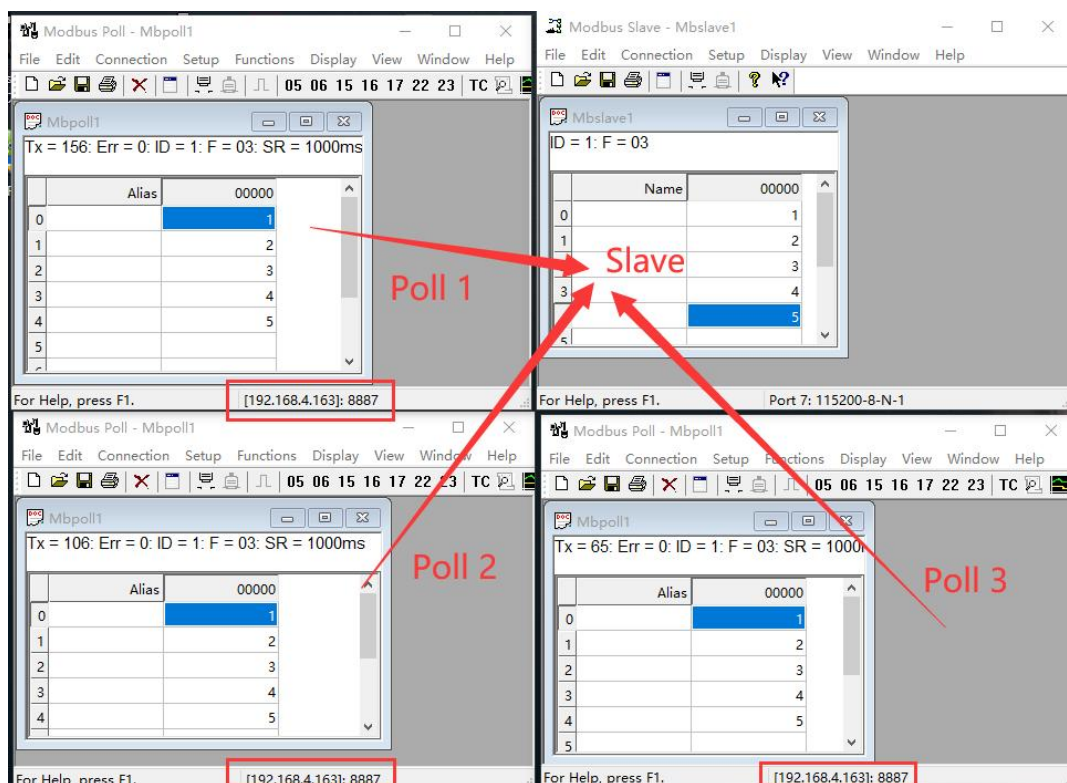 Modbus Poll - Mbpoll1
File Edit Connection Setup Functions Display View Window Help
05 06 15 16 17 22 23 TC
Mbpoll1
Tx = 156: Err = 0: ID = 1: F = 03: SR = 1000ms
Alias 00000
0 1
1 2
2 3
3 4
4 5
5
Poll 1
For Help, press F1. [192.168.4.163]: 8887
Modbus Slave - Mbslave1
File Edit Connection Setup Display View Window Help
Mbslave1
ID = 1: F = 03
Name 00000
0 1
1 2
3
3 4
5
5
Slave
For Help, press F1. Port 7: 115200-8-N-1
Modbus Poll - Mbpoll1
File Edit Connection Setup Functions Display View Window Help
05 06 15 16 17 22 23 TC
Mbpoll1
Tx = 106: Err = 0: ID = 1: F = 03: SR = 1000ms
Alias 00000
0 1
1 2
2 3
3 4
4 5
Poll 2
For Help, press F1. [192.168.4.163]: 8887
Modbus Poll - Mbpoll1
File Edit Connection Setup Functions Display View Window Help
05 06 15 16 17 22 23 TC
Mbpoll1
Tx = 65: Err = 0: ID = 1: F = 03: SR = 1000
Alias 00000
0 1
1 2
2 3
3 4
4 5
5
Poll 3
For Help, press F1. [192.168.4.163]: 8887